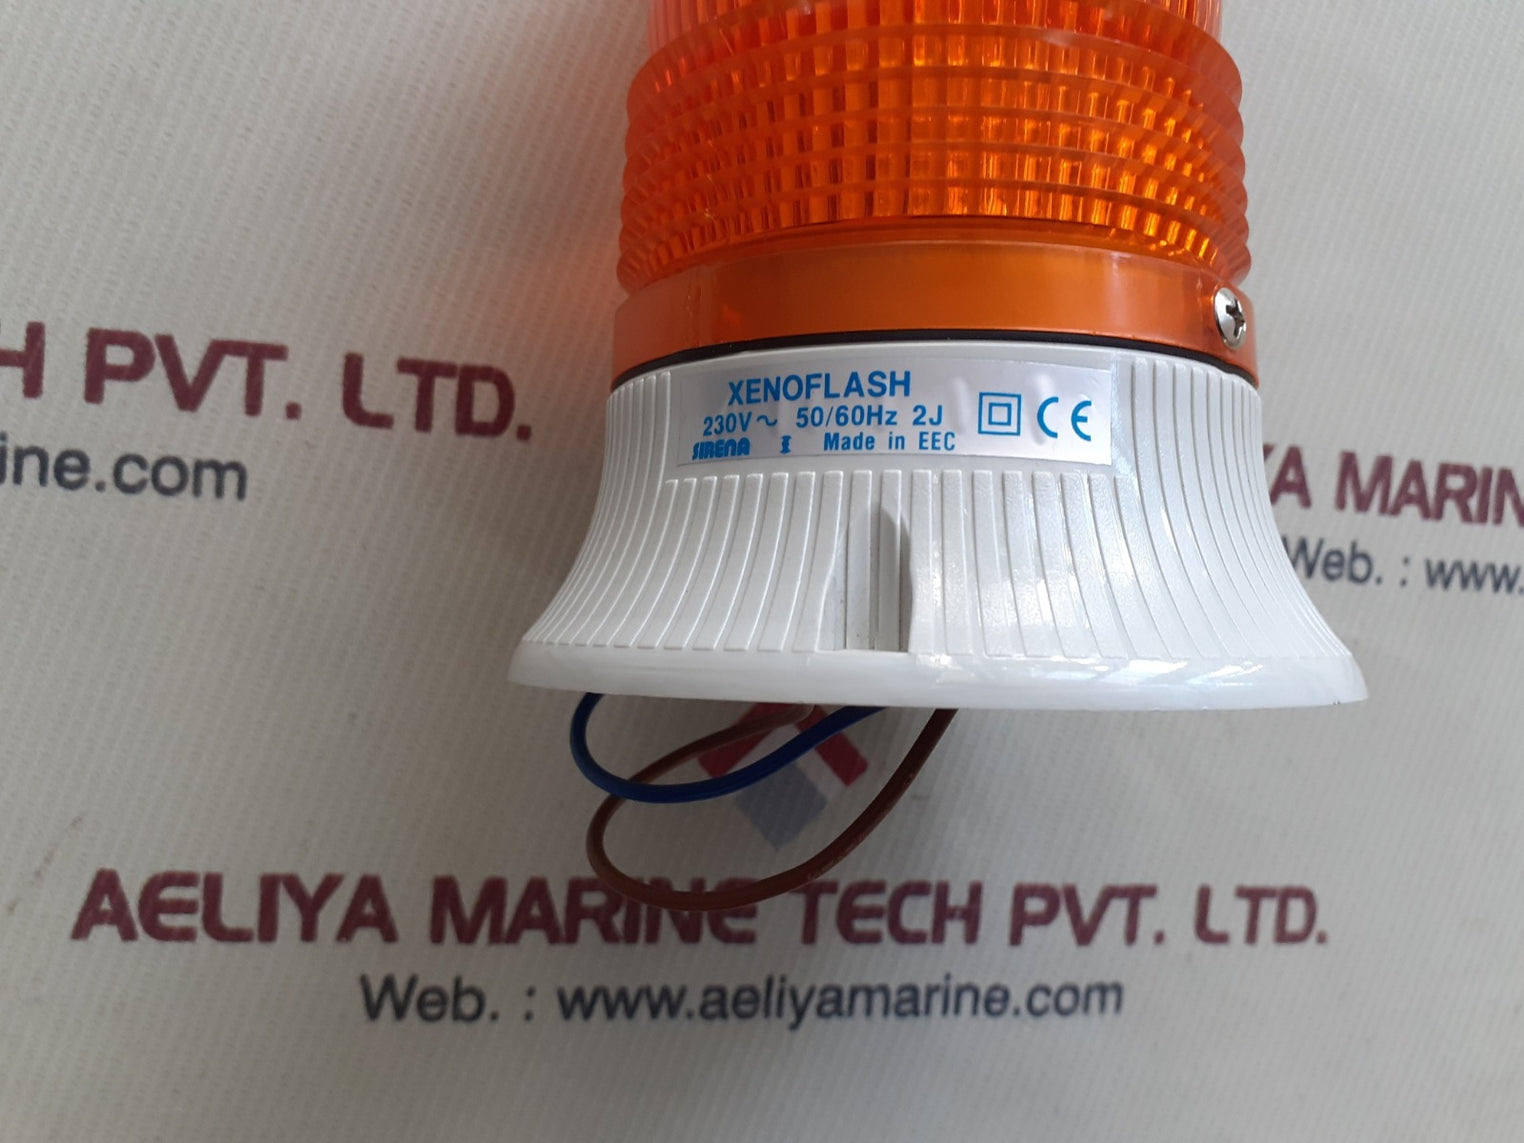 H PVT. LTD.
ine.com
XENOFLASH
230V~ 50/60Hz 2J
SIRENA Made in EEC
CE
YA MARIN
Web. : www.
AELIYA MARINE TECH PVT. LTD.
Web. : www.aeliyamarine.com